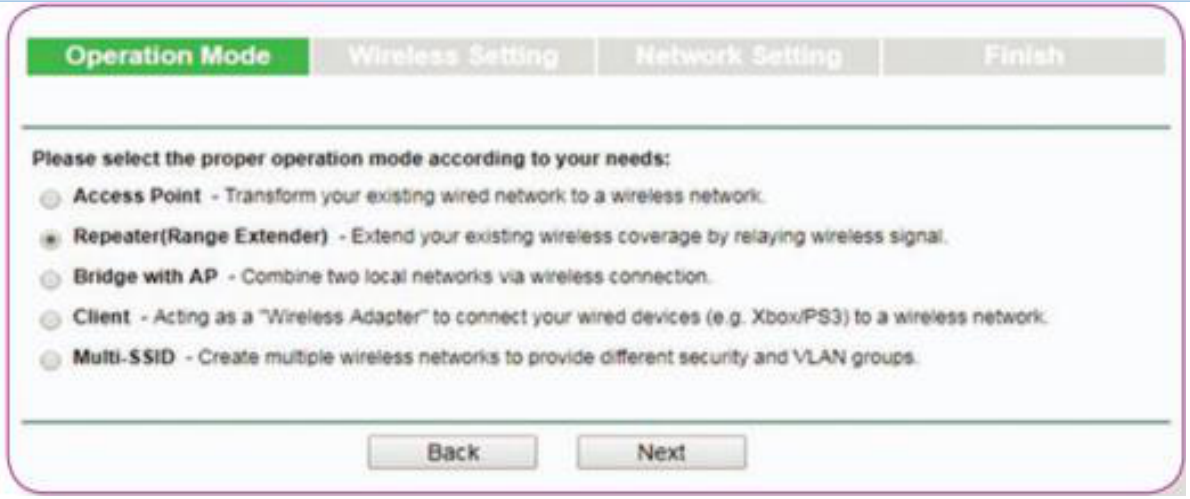 Operation Mode Wireless Setting Network Setting Finish
Please select the proper operation mode according to your needs:
Access Point - Transform your existing wired network to a wireless network.
Repeater(Range Extender) - Extend your existing wireless coverage by relaying wireless signal.
Bridge with AP - Combine two local networks via wireless connection.
Client - Acting as a "Wireless Adapter" to connect your wired devices (e.g. Xbox/PS3) to a wireless network.
Multi-SSID - Create multiple wireless networks to provide different security and VLAN groups.
Back Next